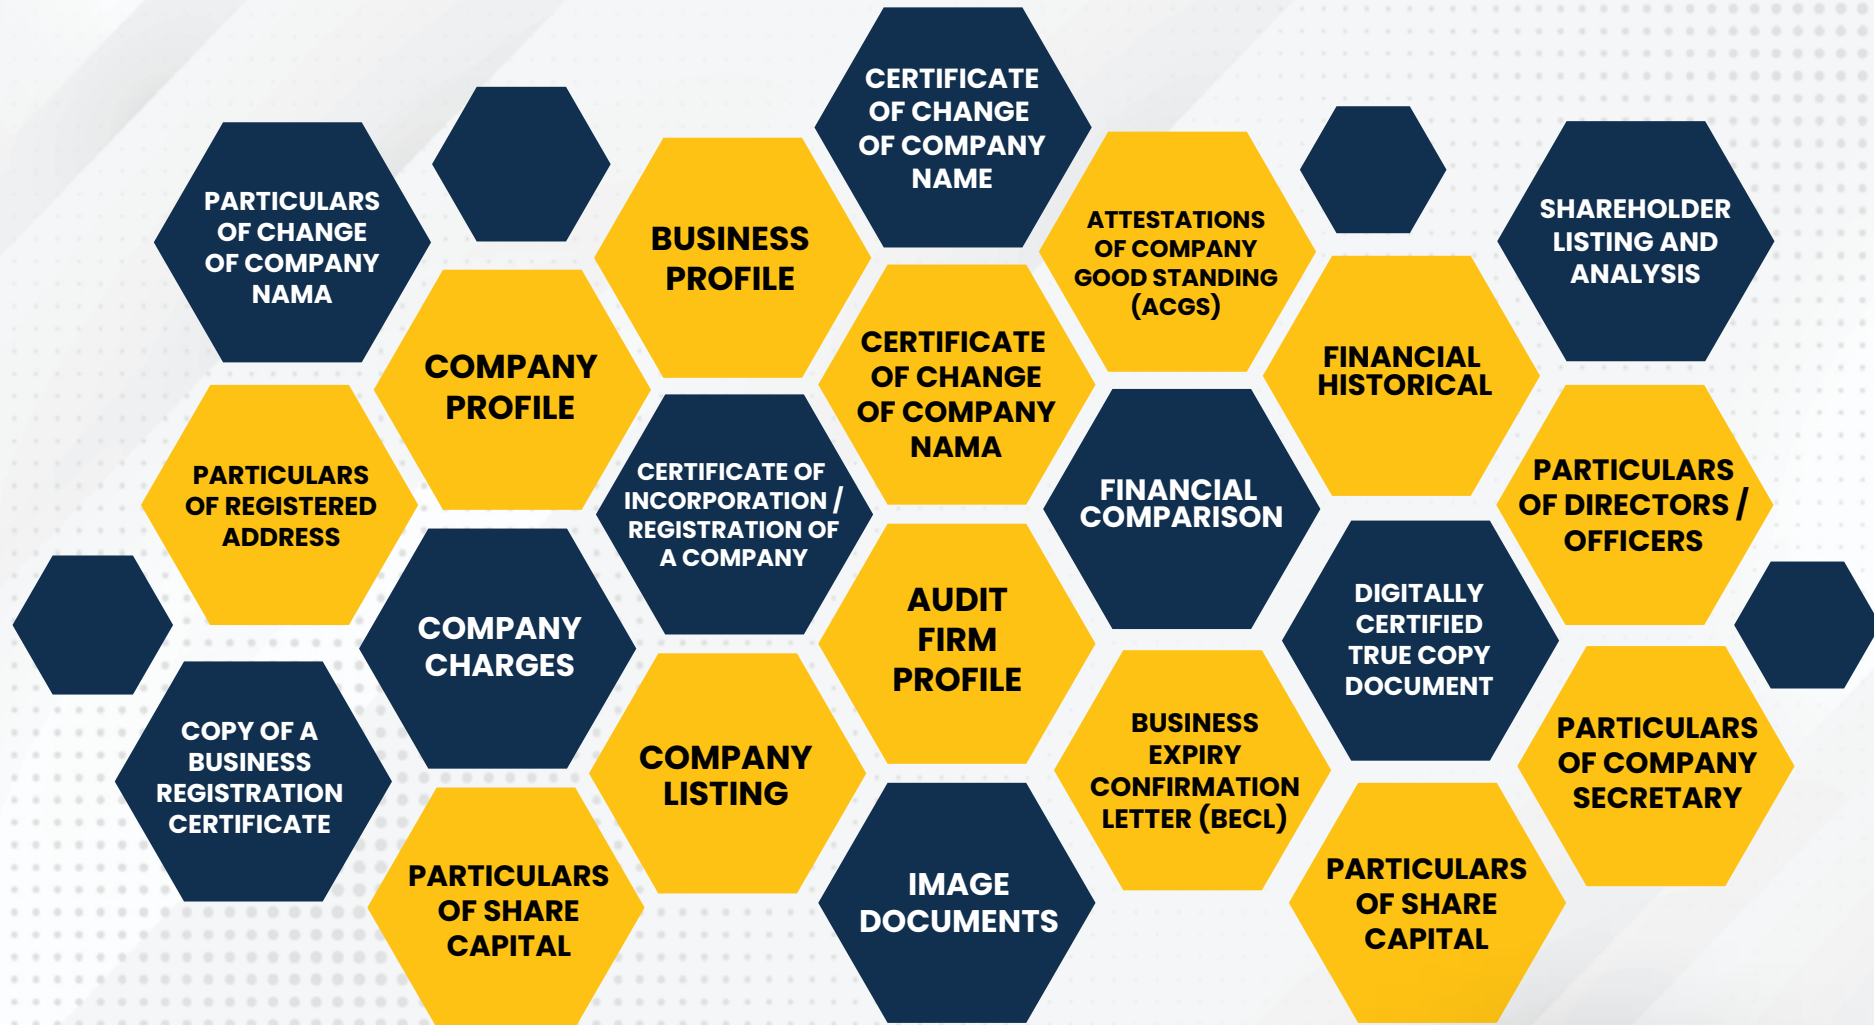 CERTIFICATE
OF CHANGE
OF COMPANY
NAME
PARTICULARS
OF CHANGE
OF COMPANY
NAMA
BUSINESS
PROFILE
ATTESTATIONS
OF COMPANY
GOOD STANDING
(ACGS)
SHAREHOLDER
LISTING AND
ANALYSIS
COMPANY
PROFILE
CERTIFICATE
OF CHANGE
OF COMPANY
NAMA
FINANCIAL
HISTORICAL
PARTICULARS
OF REGISTERED
ADDRESS
CERTIFICATE OF
INCORPORATION /
REGISTRATION OF
A COMPANY
FINANCIAL
COMPARISON
PARTICULARS
OF DIRECTORS /
OFFICERS
COMPANY
CHARGES
AUDIT
FIRM
PROFILE
DIGITALLY
CERTIFIED
TRUE COPY
DOCUMENT
COPY OF A
BUSINESS
REGISTRATION
CERTIFICATE
COMPANY
LISTING
BUSINESS
EXPIRY
CONFIRMATION
LETTER (BECL)
PARTICULARS
OF COMPANY
SECRETARY
PARTICULARS
OF SHARE
CAPITAL
IMAGE
DOCUMENTS
PARTICULARS
OF SHARE
CAPITAL